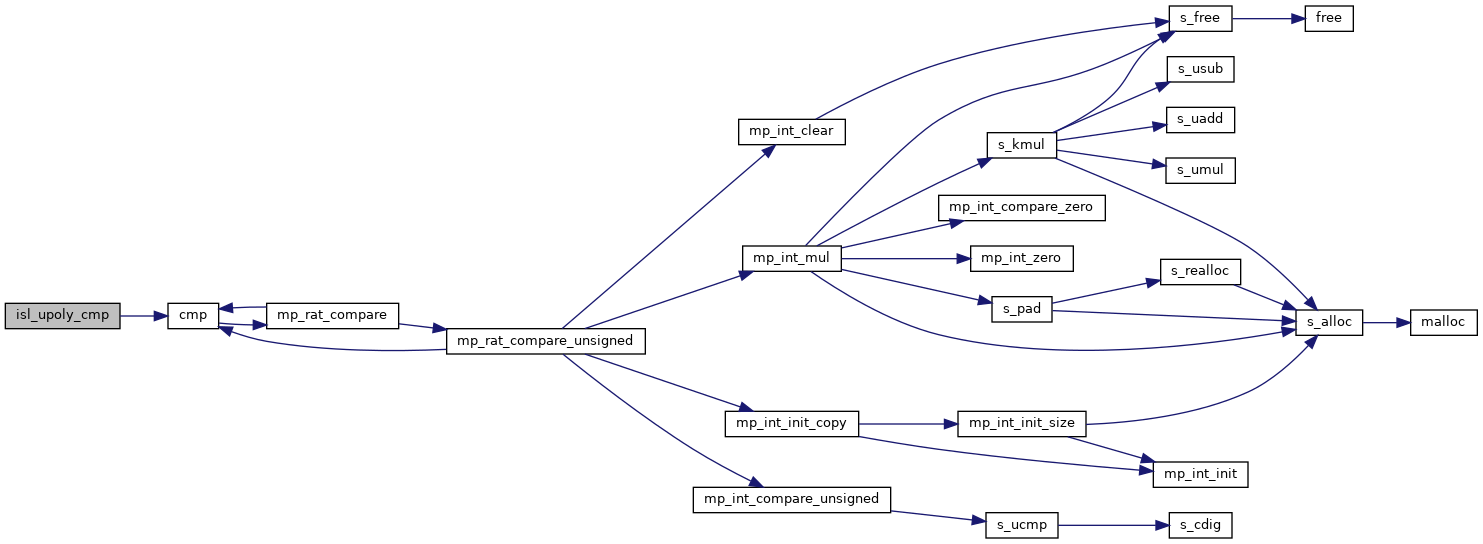 isl_upoly_cmp
cmp
mp_rat_compare
mp_rat_compare_unsigned
mp_int_clear
mp_int_mul
mp_int_init_copy
mp_int_compare_unsigned
s_free
free
s_usub
s_uadd
s_kmul
s_umul
mp_int_compare_zero
mp_int_zero
s_realloc
s_pad
s_alloc
malloc
mp_int_init_size
mp_int_init
s_ucmp
s_cdig